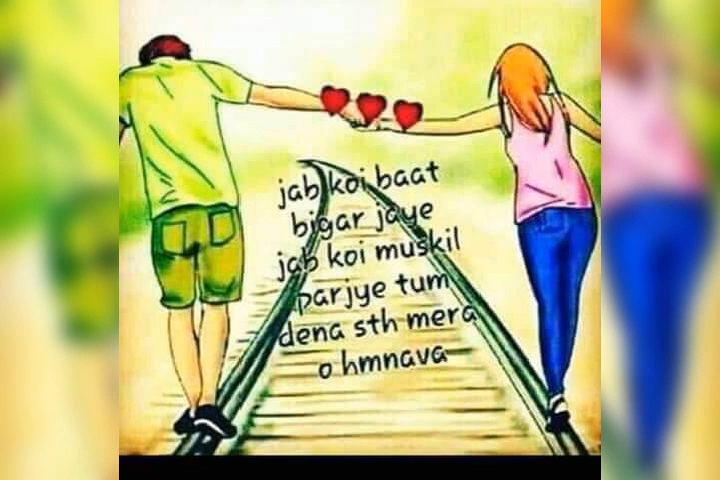 jab koi baat
bigar jaye
jab koi muskil
parjye tum
dena sth mera
o hmnava